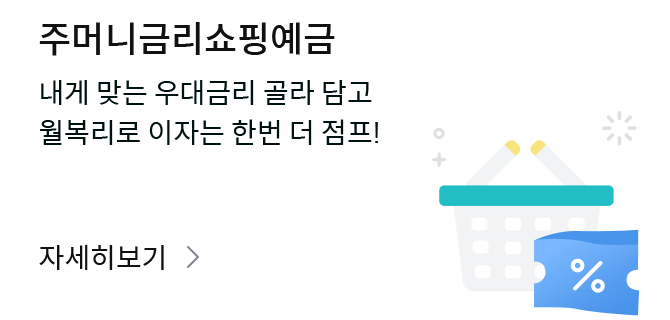 주머니금리쇼핑예금
내게 맞는 우대금리 골라 담고
월복리로 이자는 한번 더 점프!
자세히보기
%